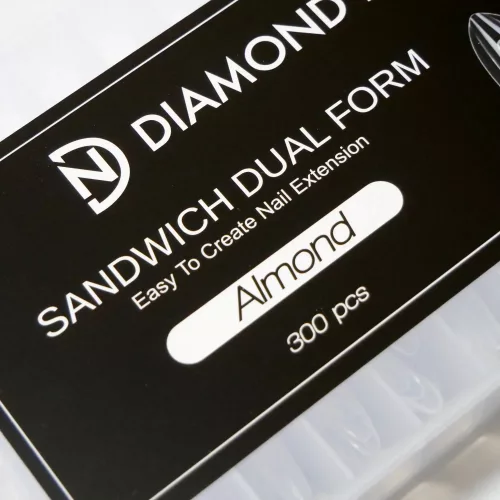 DIAMOND
SANDWICH DUAL FORM
Easy To Create Nail Extension
Almond
300 pcs